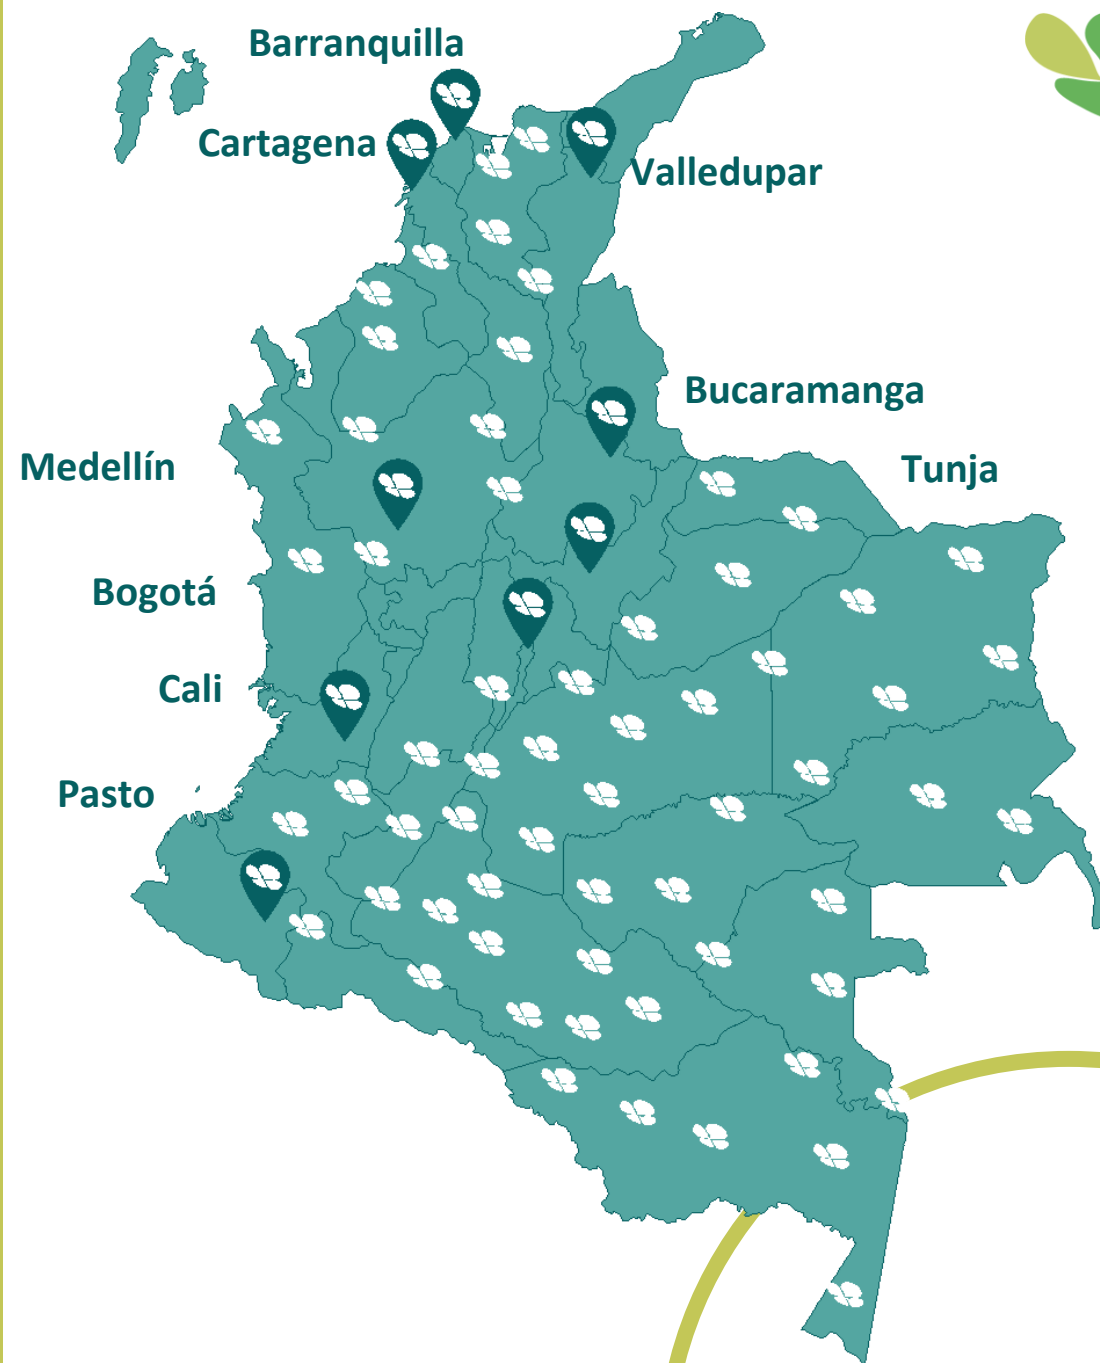 Barranquilla
Cartagena
Valledupar
Bucaramanga
Medellín
Tunja
Bogotá
Cali
Pasto